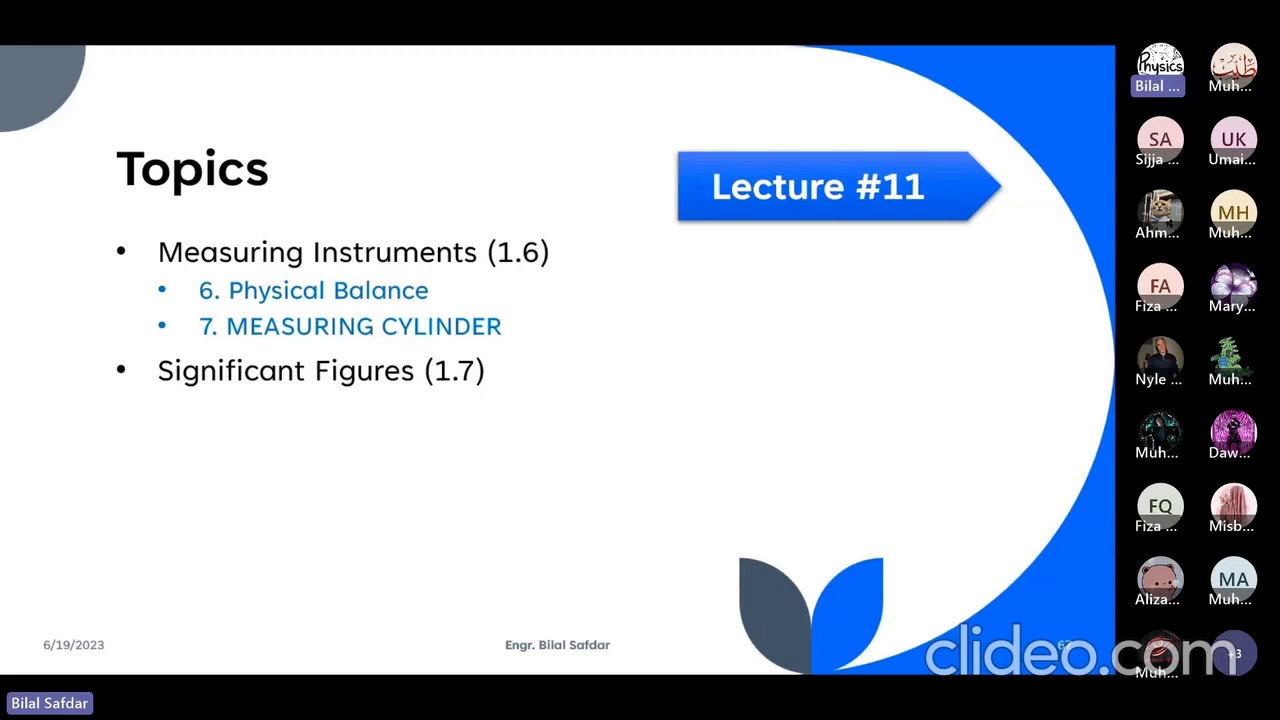 Topics
Lecture #11
• Measuring Instruments (1.6)
• 6. Physical Balance
• 7. MEASURING CYLINDER
• Significant Figures (1.7)
6/19/2023
Engr. Bilal Safdar
clideo.com
Bilal Safdar
Physics
Bilal ...
Muh...
SA
Sijja ...
UK
Umai...
Ahm...
MH
Muh...
FA
Fiza ...
Mary...
Nyle ...
Muh...
Muh...
Daw...
FQ
Fiza ...
Misb...
Aliza...
MA
Muh...
Muh...